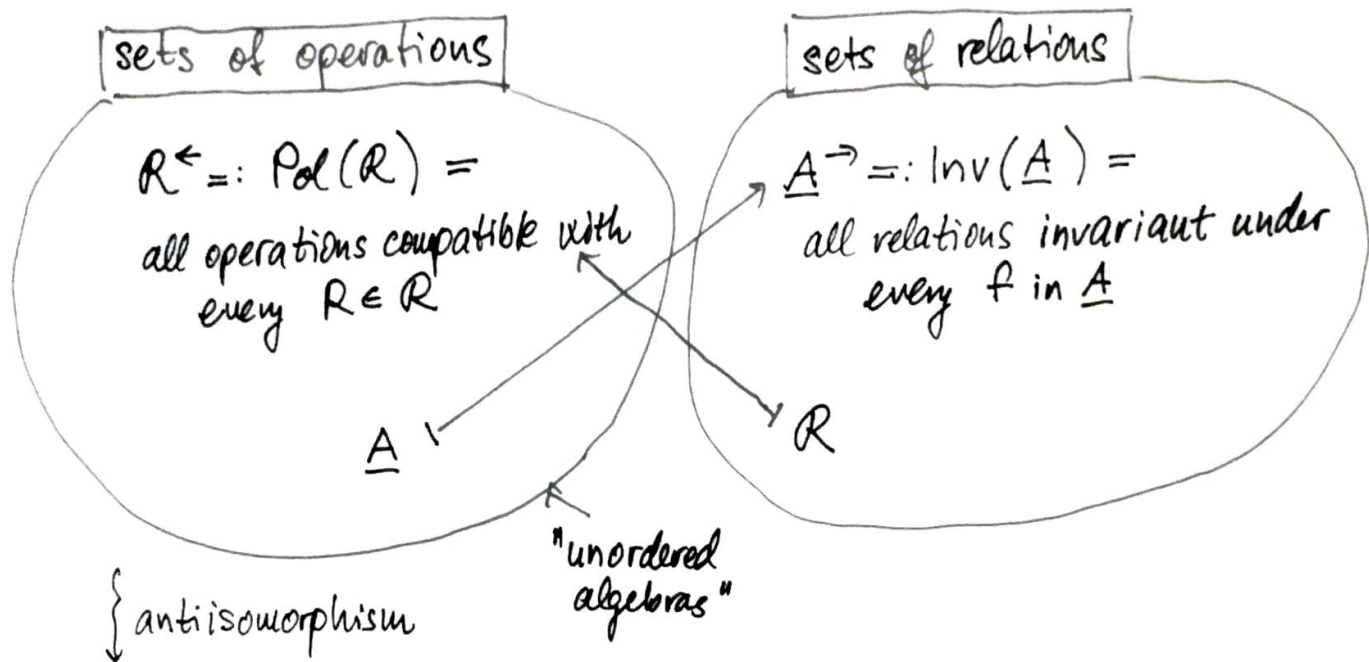 sets of operations
sets of relations
R← =: Pol(R) =
all operations compatible with
every R ∈ R
A→ =: Inv(A) =
all relations invariant under
every f in A
A
R
"unordered
algebras"
antiisomorphism